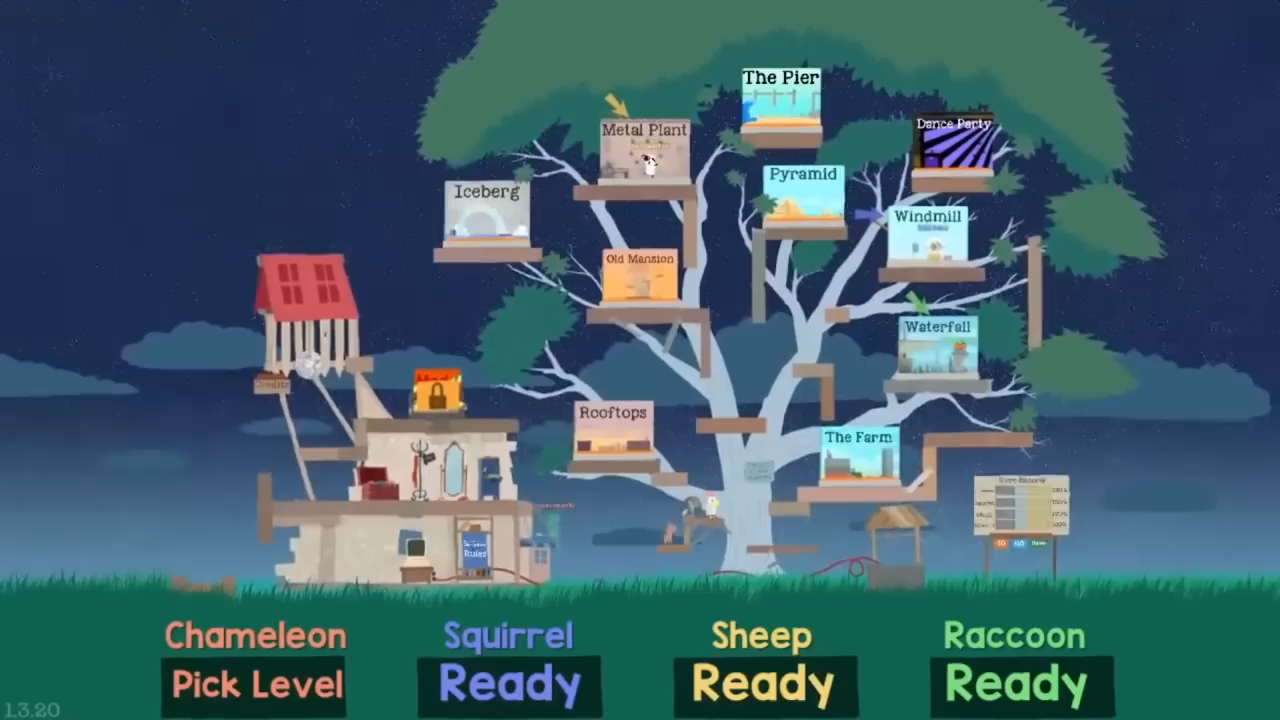 The Pier
Dance Party
Metal Plant
Pyramid
Iceberg
Windmill
Old Mansion
Waterfall
Credits
Rooftops
The Farm
Rules
Chameleon
Squirrel
Sheep
Raccoon
Pick Level
Ready
Ready
Ready
1.3.20